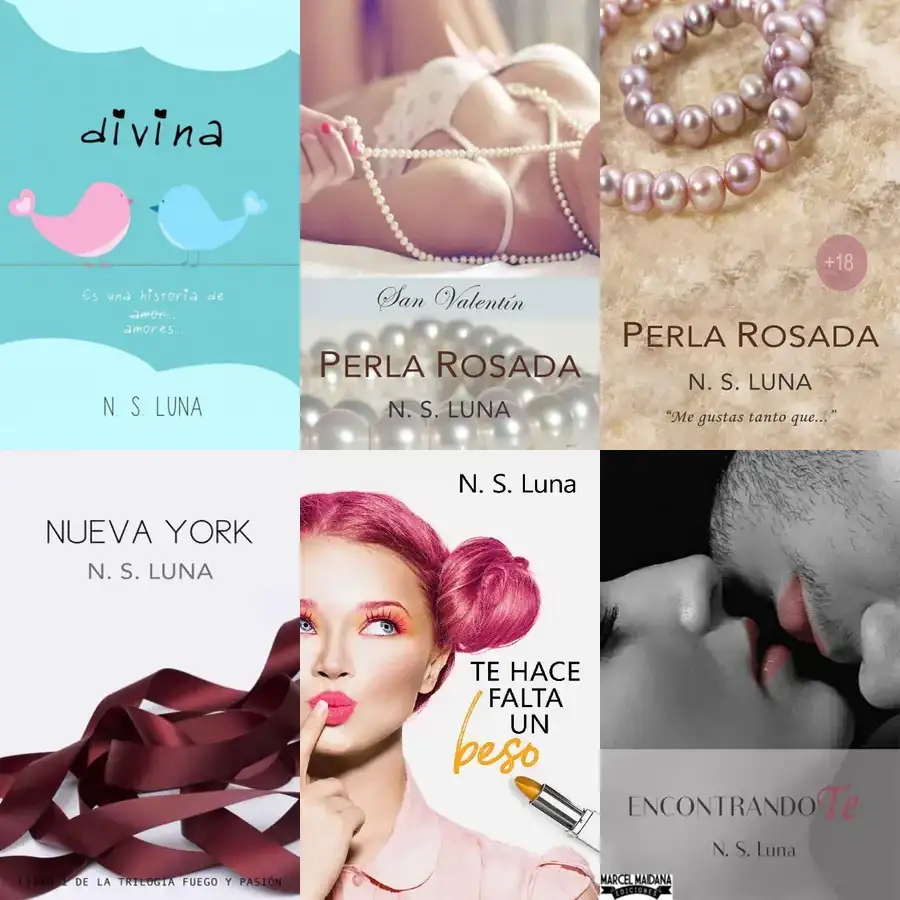 divina
Es una historia de
amor..
amores..
N. S. LUNA
San Valentín
PERLA ROSADA
N. S. LUNA
+18
PERLA ROSADA
N. S. LUNA
“Me gustas tanto que...”
NUEVA YORK
N. S. LUNA
LIBRO 1 DE LA TRILOGÍA FUEGO Y PASIÓN
N. S. Luna
TE HACE
FALTA
UN
beso
ENCONTRANDOTe
N. S. Luna
MARCEL MAIDANA
EDICIONES